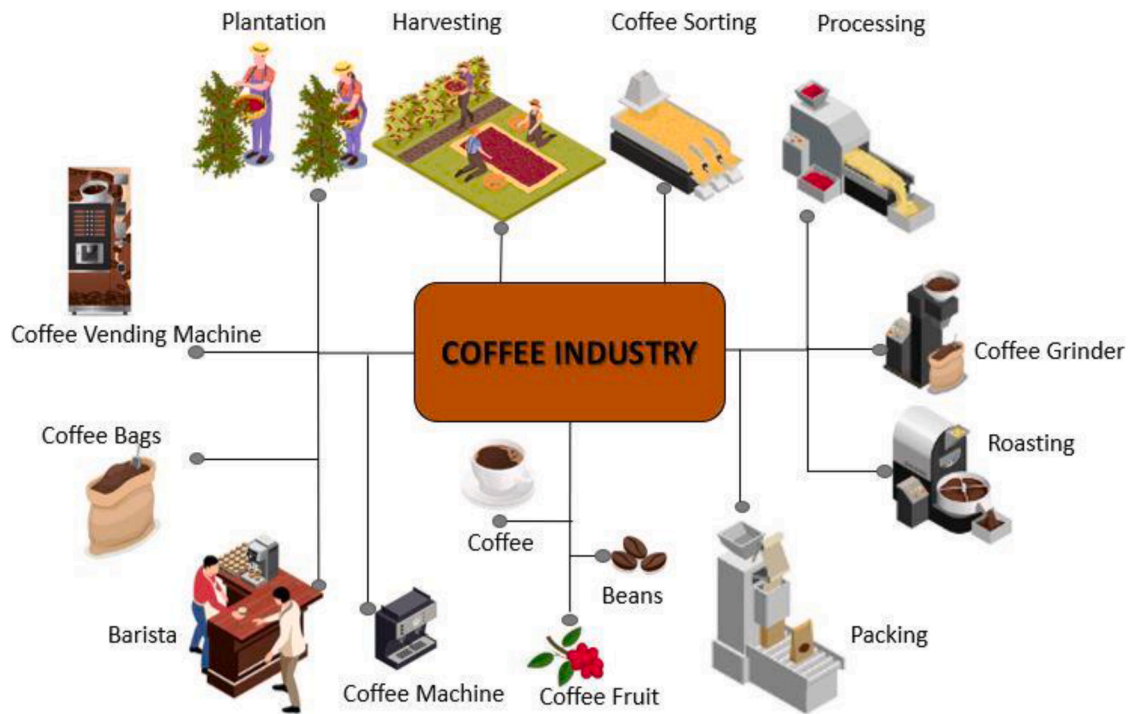 Plantation
Harvesting
Coffee Sorting
Processing
Coffee Vending Machine
COFFEE INDUSTRY
Coffee Grinder
Coffee Bags
Roasting
Coffee
Beans
Barista
Packing
Coffee Machine
Coffee Fruit